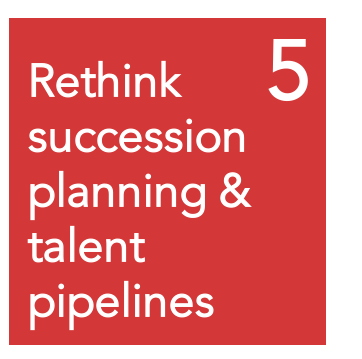 5
Rethink
succession
planning &
talent
pipelines